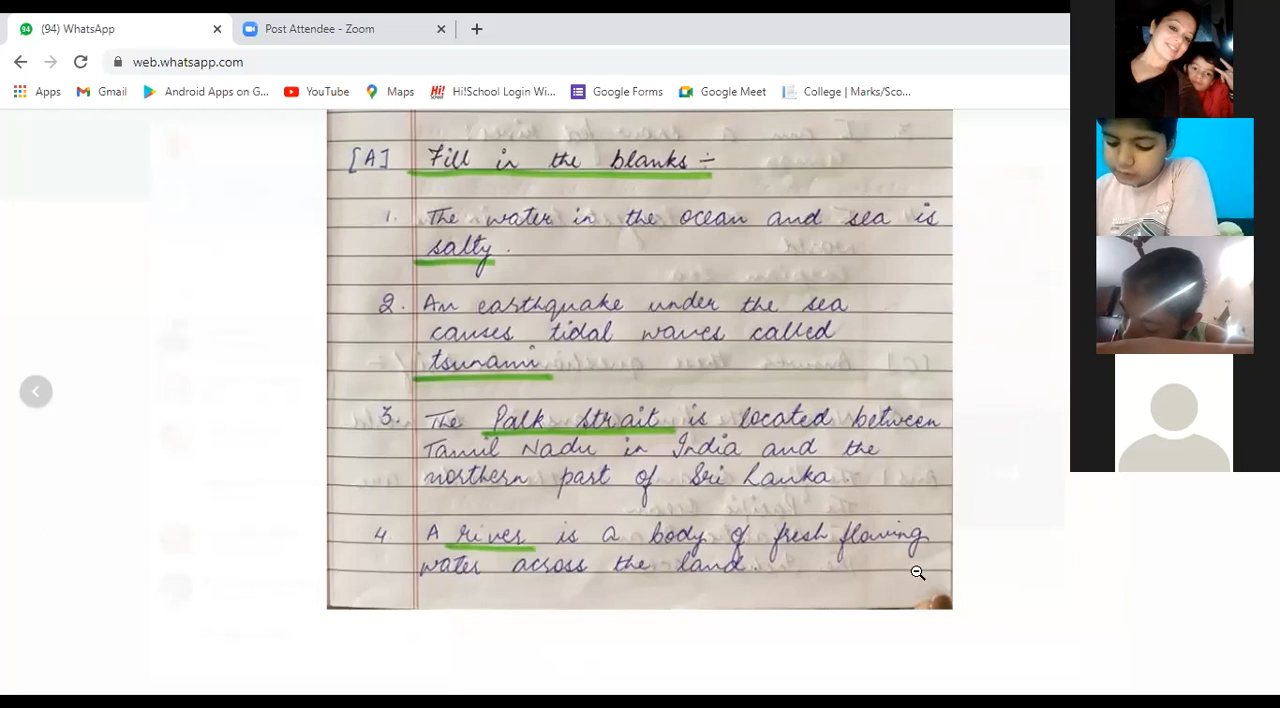 (94) WhatsApp
Post Attendee - Zoom
web.whatsapp.com
Apps
Gmail
Android Apps on G...
YouTube
Maps
Hi!School Login Wi...
Google Forms
Google Meet
College | Marks/Sco...
[A] Fill in the blanks ÷
1. The water in the ocean and sea is
salty.
2. An earthquake under the sea
causes tidal waves called
tsunami
3. The Palk Strait is located between
Tamil Nadu in India and the
northern part of Sri Lanka.
4. A river is a body of fresh flowing
water across the land.